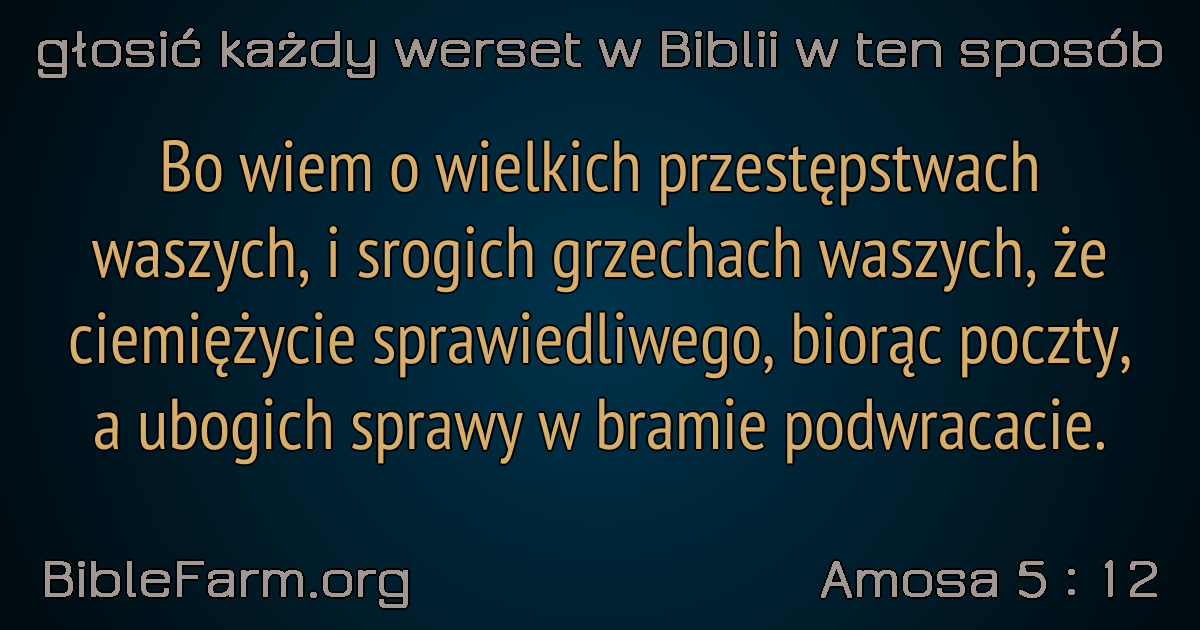 głosić każdy werset w Biblii w ten sposób
Bo wiem o wielkich przestępstwach
waszych, i srogich grzechach waszych, że
ciemiężycie sprawiedliwego, biorąc poczty,
a ubogich sprawy w bramie podwracacie.
BibleFarm.org
Amosa 5 : 12